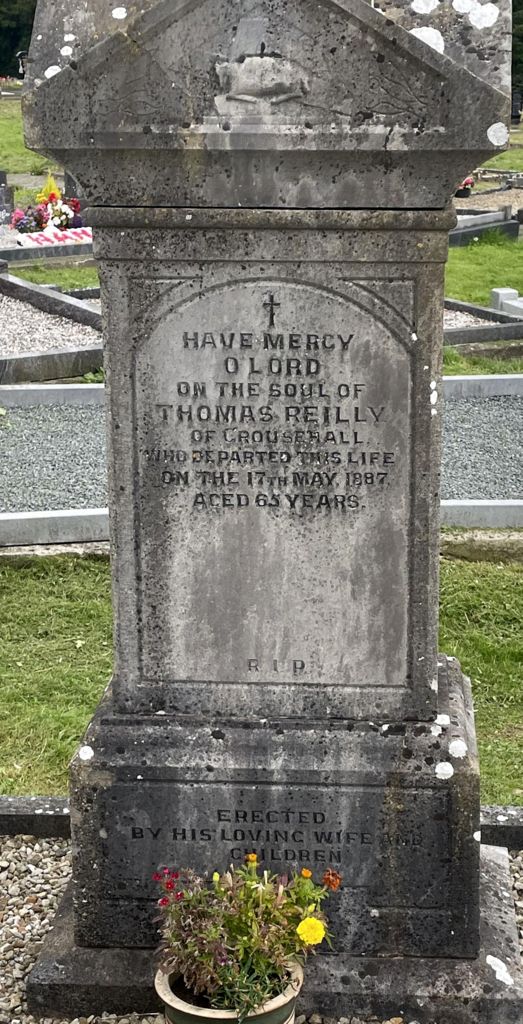 HAVE MERCY
O LORD
ON THE SOUL OF
THOMAS REILLY
OF CROUSEHALL.
WHO DEPARTED THIS LIFE
ON THE 17TH MAY, 1887,
AGED 63 YEARS.
R I P
ERECTED
BY HIS LOVING WIFE AND
CHILDREN